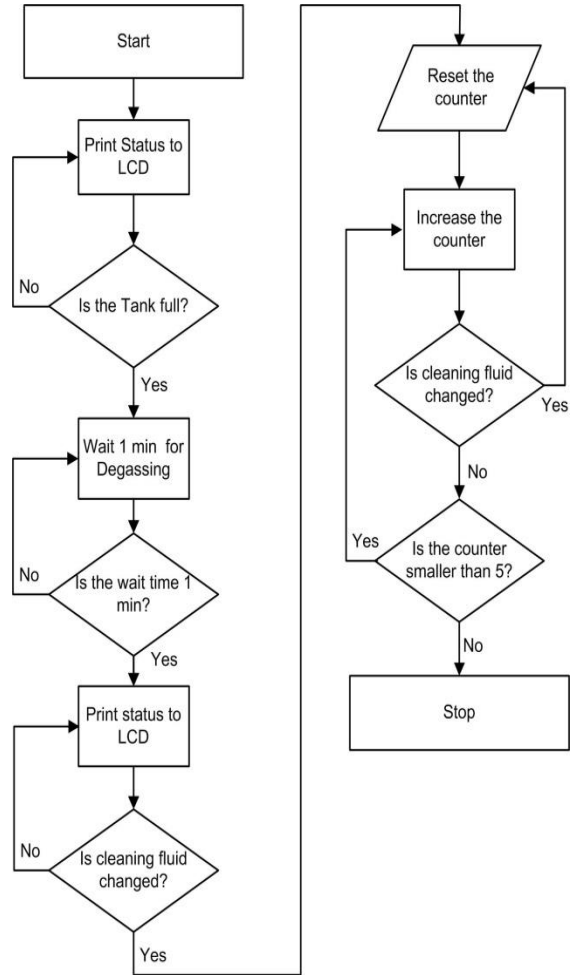 Start
Print Status to
LCD
No
Is the Tank full?
Yes
Wait 1 min for
Degassing
No
Is the wait time 1
min?
Yes
Print status to
LCD
No
Is cleaning fluid
changed?
Yes
Reset the
counter
Increase the
counter
Is cleaning fluid
changed?
Yes
No
Yes
Is the counter
smaller than 5?
No
Stop